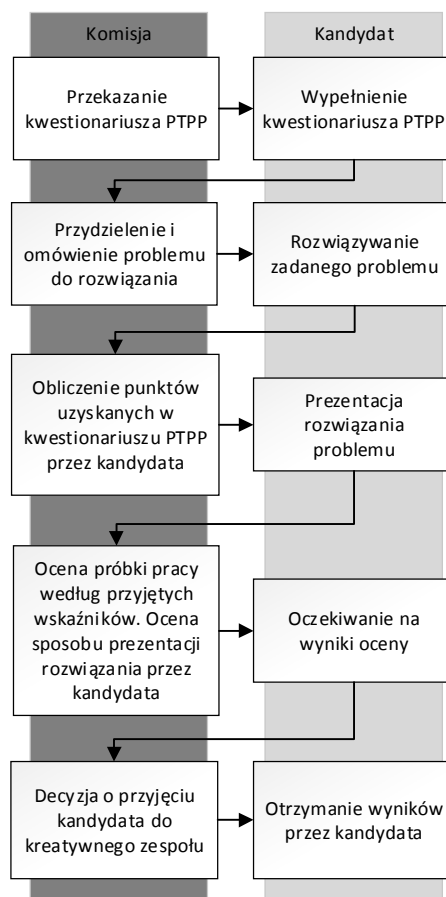 Komisja
Kandydat
Przekazanie
kwestionariusza PTPP
Wypełnienie
kwestionariusza PTPP
Przydzielenie i
omówienie problemu
do rozwiązania
Rozwiązywanie
zadanego problemu
Obliczenie punktów
uzyskanych w
kwestionariuszu PTPP
przez kandydata
Prezentacja
rozwiązania
problemu
Ocena próbki pracy
według przyjętych
wskaźników. Ocena
sposobu prezentacji
rozwiązania przez
kandydata
Oczekiwanie na
wyniki oceny
Decyzja o przyjęciu
kandydata do
kreatywnego zespołu
Otrzymanie wyników
przez kandydata